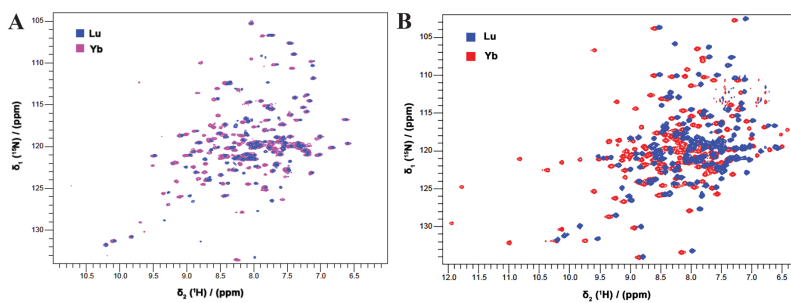 A
Lu
Yb
105
110
115
120
125
130
δ₁ (¹⁵N) / (ppm)
10.5 10.0 9.5 9.0 8.5 8.0 7.5 7.0 6.5
δ₂ (¹H) / (ppm)
B
Lu
Yb
105
110
115
120
125
130
δ₁ (¹⁵N) / (ppm)
12.0 11.5 11.0 10.5 10.0 9.5 9.0 8.5 8.0 7.5 7.0 6.5
δ₂ (¹H) / (ppm)